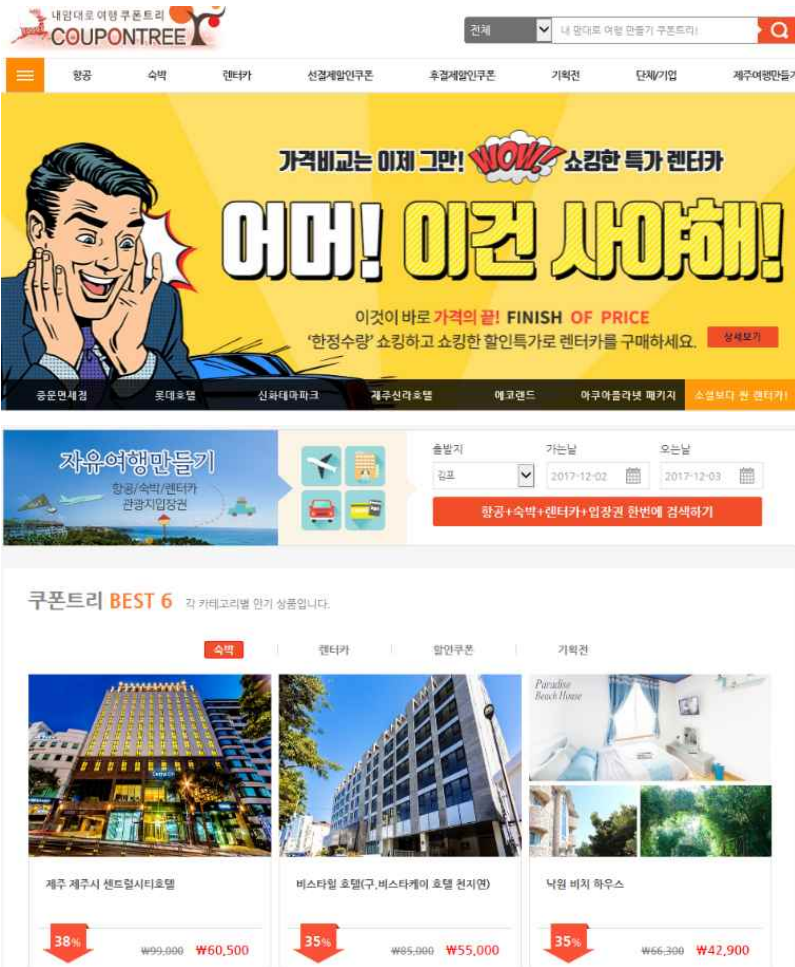 내맘대로 여행 쿠폰트리
COUPONTREE
전체
내 맘대로 여행 만들기 쿠폰트리!
항공 숙박 렌터카 선결제할인쿠폰 후결제할인쿠폰 기획전 단체/기업 제주여행만들기
가격비교는 이제 그만! WOW! 쇼킹한 특가 렌터카
어머! 이건 사야해!
이것이 바로 가격의 끝! FINISH OF PRICE
'한정수량' 쇼킹하고 쇼킹한 할인특가로 렌터카를 구매하세요. 상세보기
중문면세점 롯데호텔 신화테마파크 제주신라호텔 에코랜드 아쿠아플라넷 패키지 소셜보다 싼 렌터카!
자유여행만들기
항공/숙박/렌터카
관광지입장권
출발지 가는날 오는날
김포 2017-12-02 2017-12-03
항공+숙박+렌터카+입장권 한번에 검색하기
쿠폰트리 BEST 6 각 카테고리별 인기 상품입니다.
숙박 렌터카 할인쿠폰 기획전
Paradise
Beach House
제주 제주시 센트럴시티호텔 비스타힐 호텔(구,비스타케이 호텔 천지연) 낙원 비치 하우스
38% ₩99,000 ₩60,500 35% ₩85,000 ₩55,000 35% ₩66,300 ₩42,900